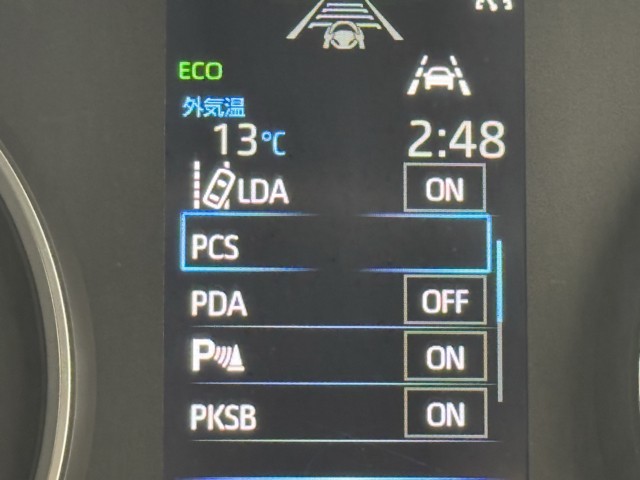 ECO
外気温
13℃ 2:48
LDA ON
PCS
PDA OFF
P ON
PKSB ON